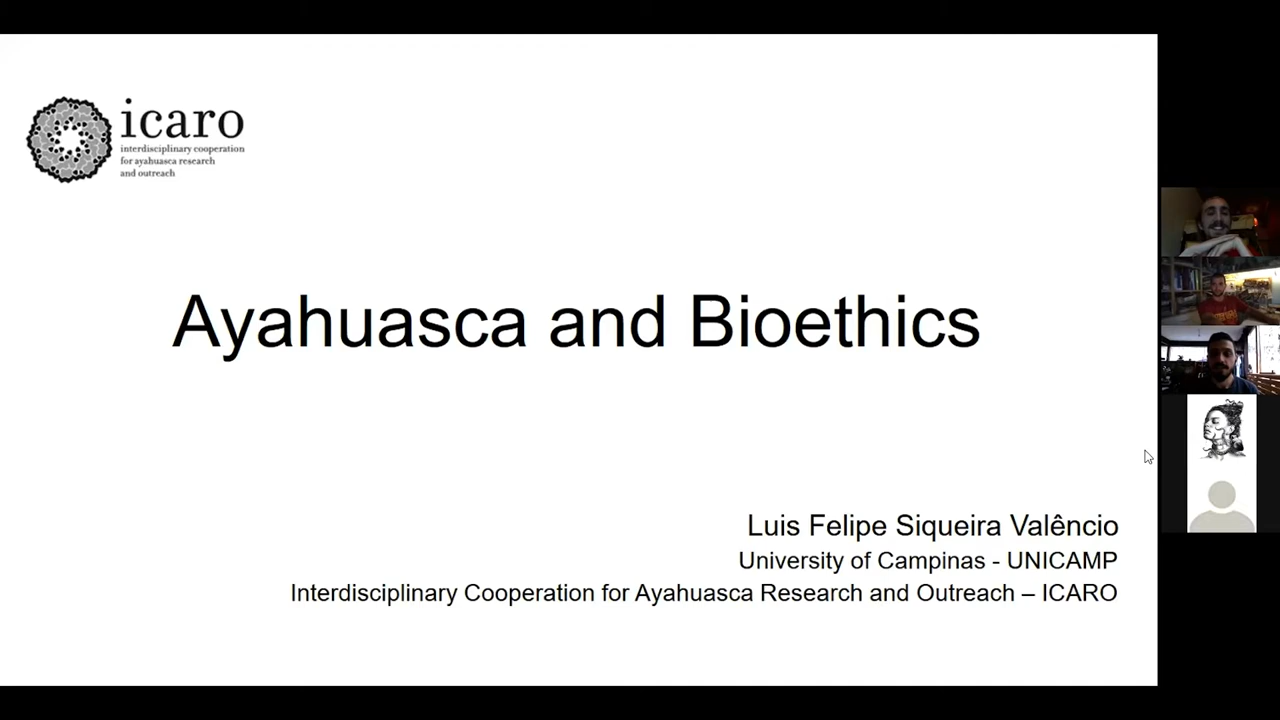 icaro
interdisciplinary cooperation
for ayahuasca research
and outreach
Ayahuasca and Bioethics
Luis Felipe Siqueira Valêncio
University of Campinas - UNICAMP
Interdisciplinary Cooperation for Ayahuasca Research and Outreach – ICARO